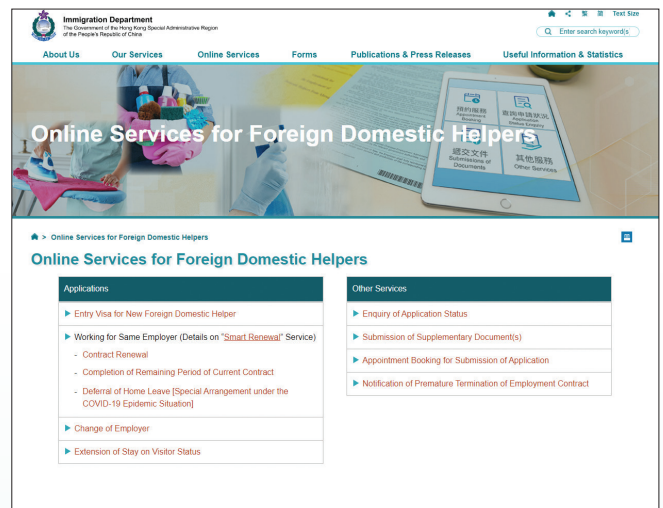 Immigration Department
The Government of the Hong Kong Special Administrative Region
of the People's Republic of China
繁 簡 Text Size
Enter search keyword(s
About Us Our Services Online Services Forms Publications & Press Releases Useful Information & Statistics
Online Services for Foreign Domestic Helpers
預約服務
Appointment
Booking
查詢申請狀況
Application
Status Enquiry
遞交文件
Submissions of
Documents
其他服務
Other Services
> Online Services for Foreign Domestic Helpers
Online Services for Foreign Domestic Helpers
Applications
Entry Visa for New Foreign Domestic Helper
Working for Same Employer (Details on "Smart Renewal" Service)
- Contract Renewal
- Completion of Remaining Period of Current Contract
- Deferral of Home Leave [Special Arrangement under the
COVID-19 Epidemic Situation]
Change of Employer
Extension of Stay on Visitor Status
Other Services
Enquiry of Application Status
Submission of Supplementary Document(s)
Appointment Booking for Submission of Application
Notification of Premature Termination of Employment Contract